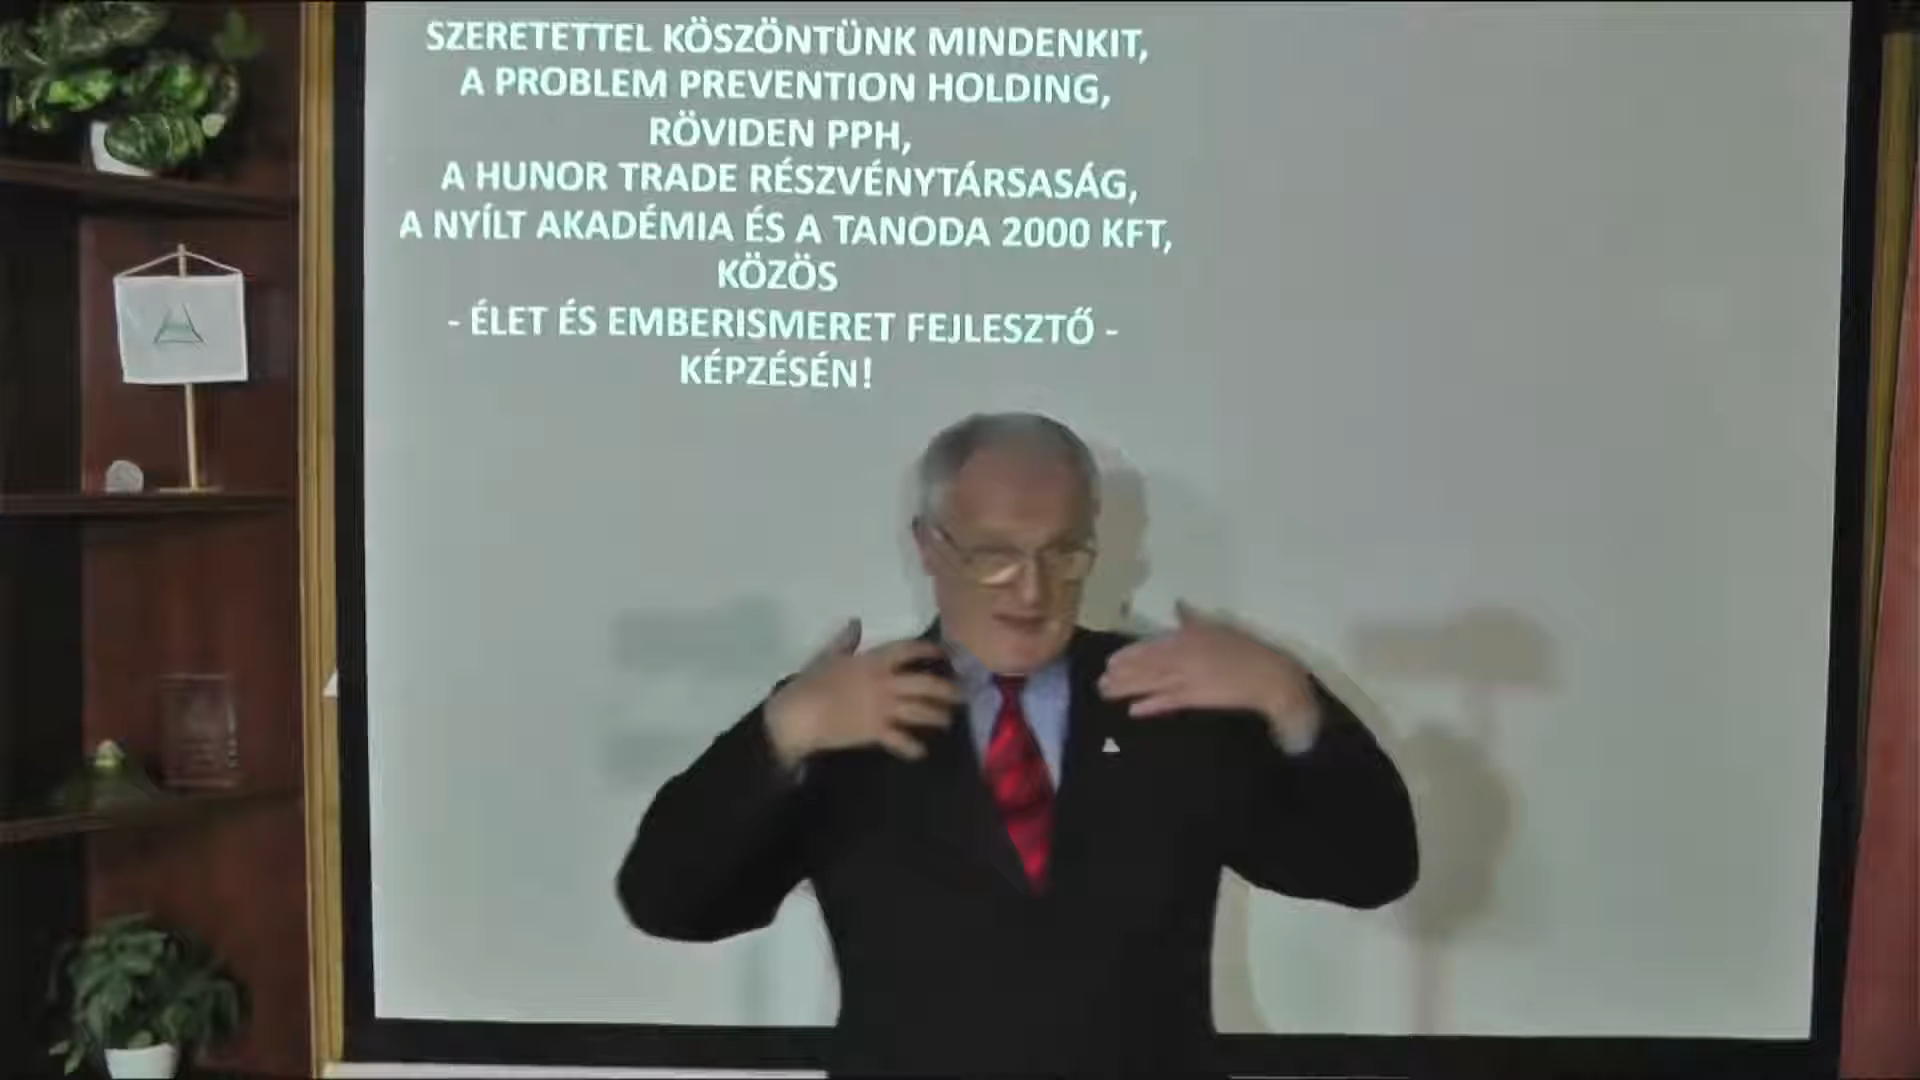 SZERETETTEL KÖSZÖNTÜNK MINDENKIT,
A PROBLEM PREVENTION HOLDING,
RÖVIDEN PPH,
A HUNOR TRADE RÉSZVÉNYTÁRSASÁG,
A NYÍLT AKADÉMIA ÉS A TANODA 2000 KFT,
KÖZÖS
- ÉLET ÉS EMBERISMERET FEJLESZTŐ -
KÉPZÉSÉN!